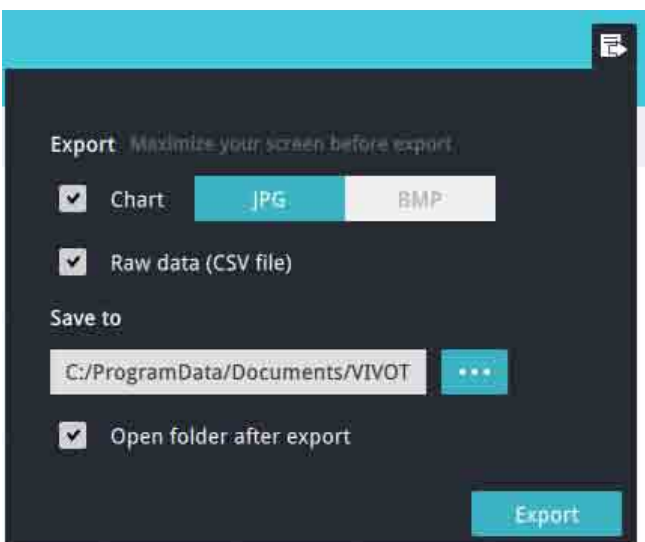 Export Maximize your screen before export
Chart JPG BMP
Raw data (CSV file)
Save to
C:/ProgramData/Documents/VIVOT
Open folder after export
Export